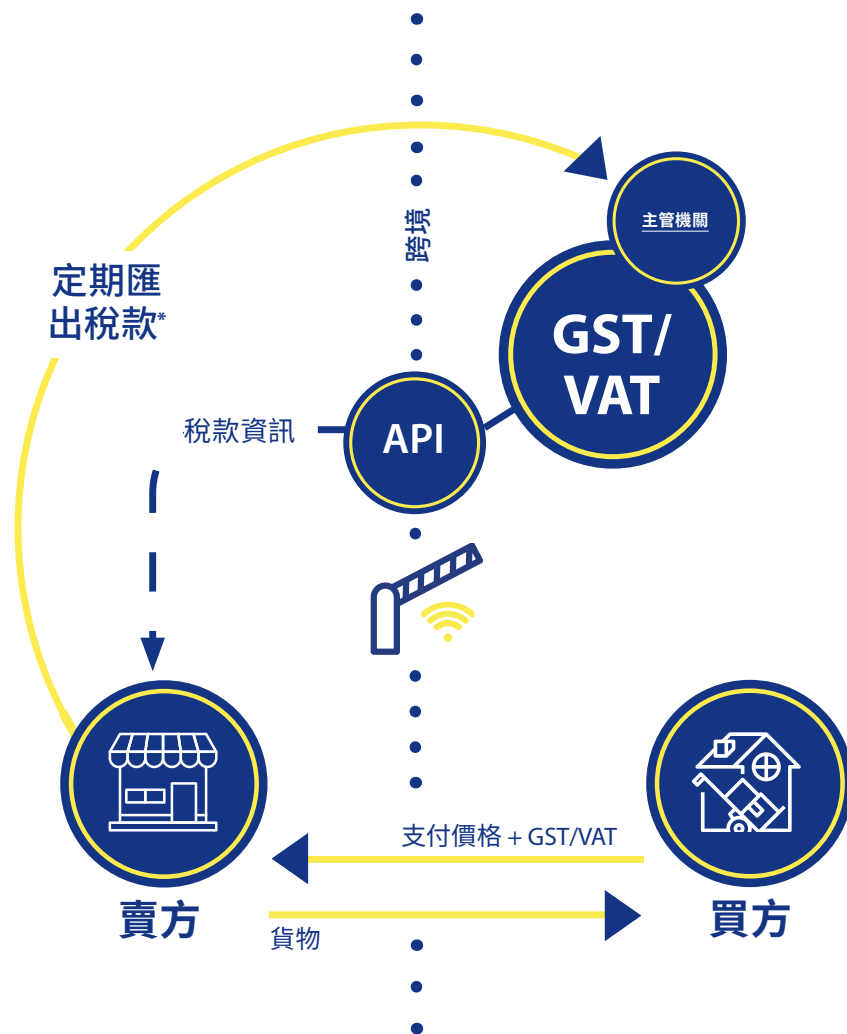 跨境
主管機關
GST/
VAT
定期匯
出稅款*
稅款資訊
API
支付價格 + GST/VAT
貨物
賣方
買方